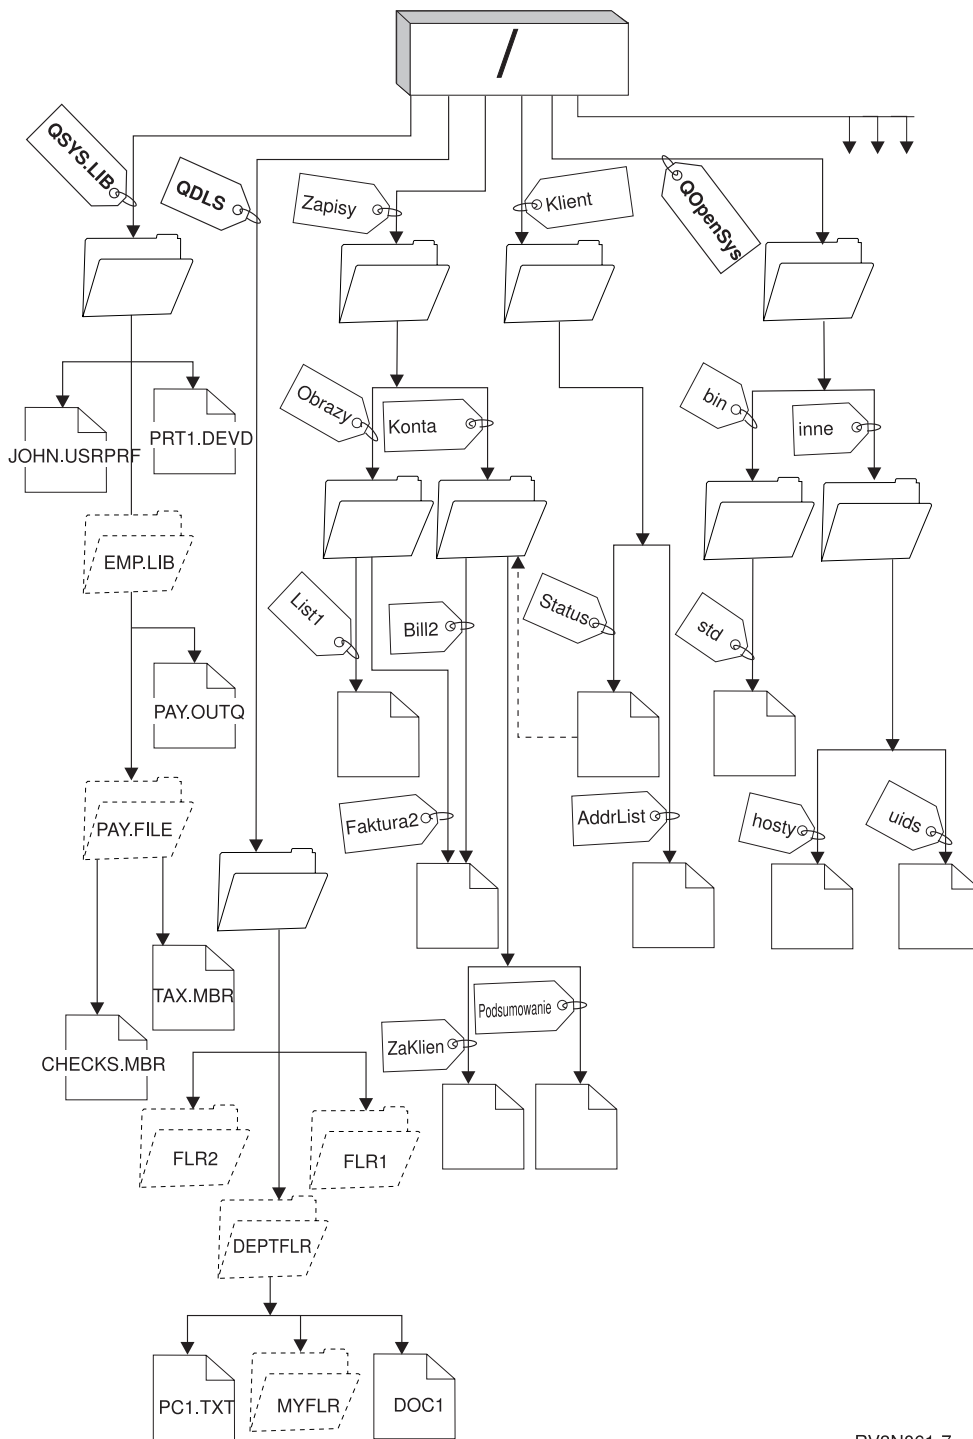 /
QSYS.LIB
QDLS
Zapisy
Klient
QOpenSys
Obrazy
Konta
bin
inne
JOHN.USRPRF
PRT1.DEVD
EMP.LIB
List1
Bill2
Status
std
PAY.OUTQ
PAY.FILE
Faktura2
AddrList
hosty
uids
TAX.MBR
Podsumowanie
ZaKlien
CHECKS.MBR
FLR2
FLR1
DEPTFLR
PC1.TXT
MYFLR
DOC1